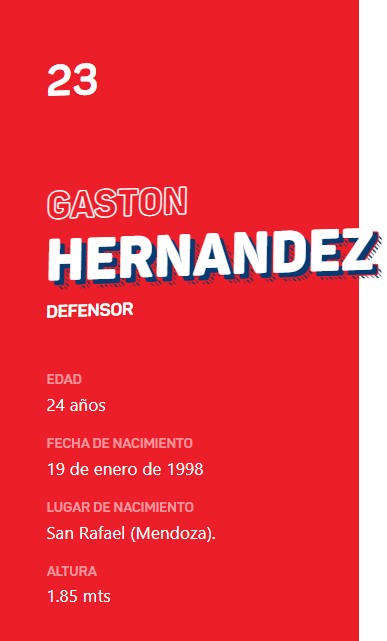 23
GASTON
HERNANDEZ
DEFENSOR
EDAD
24 años
FECHA DE NACIMIENTO
19 de enero de 1998
LUGAR DE NACIMIENTO
San Rafael (Mendoza).
ALTURA
1.85 mts